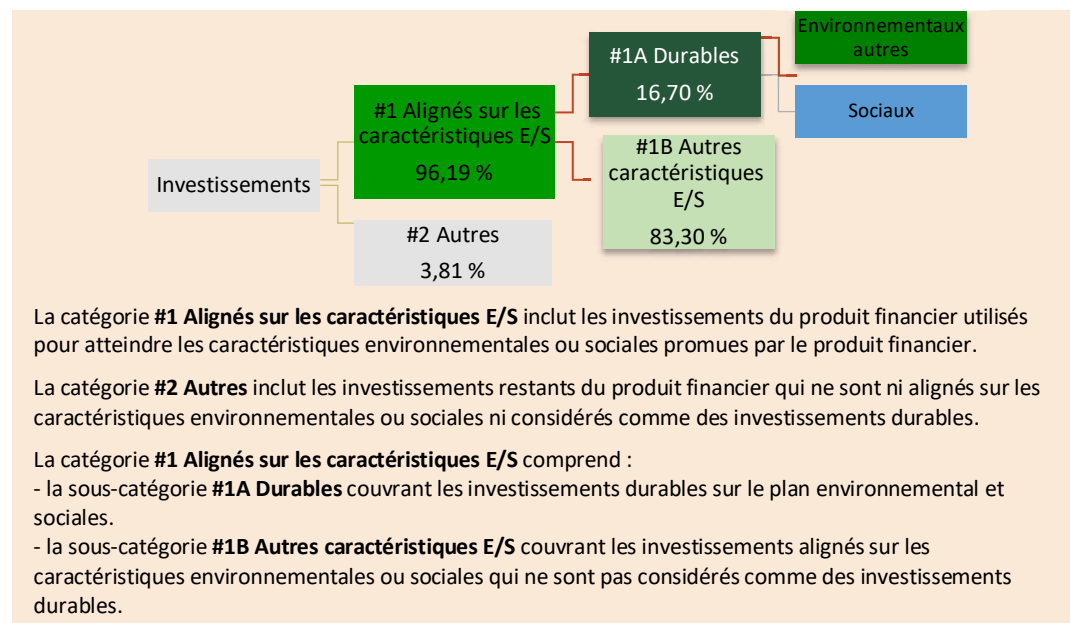 Environnementaux
autres
#1A Durables
16,70 %
Sociaux
#1 Alignés sur les
caractéristiques E/S
96,19 %
#1B Autres
caractéristiques
E/S
83,30 %
Investissements
#2 Autres
3,81 %
La catégorie #1 Alignés sur les caractéristiques E/S inclut les investissements du produit financier utilisés
pour atteindre les caractéristiques environnementales ou sociales promues par le produit financier.
La catégorie #2 Autres inclut les investissements restants du produit financier qui ne sont ni alignés sur les
caractéristiques environnementales ou sociales ni considérés comme des investissements durables.
La catégorie #1 Alignés sur les caractéristiques E/S comprend :
- la sous-catégorie #1A Durables couvrant les investissements durables sur le plan environnemental et
sociales.
- la sous-catégorie #1B Autres caractéristiques E/S couvrant les investissements alignés sur les
caractéristiques environnementales ou sociales qui ne sont pas considérés comme des investissements
durables.